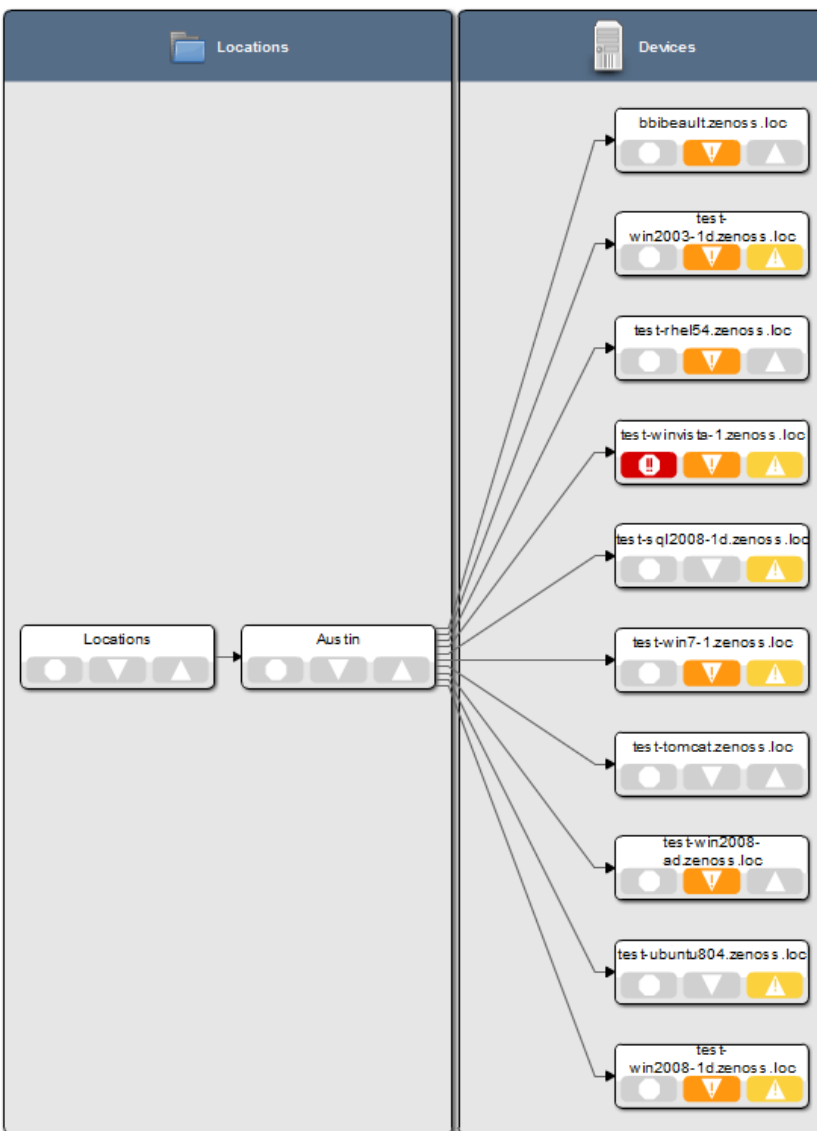 Locations
Devices
bbibeault.zenoss.loc
test-
win2003-1d.zenoss.loc
test-rhel54.zenoss.loc
test-winvista-1.zenoss.loc
test-sql2008-1d.zenoss.loc
Locations
Austin
test-win7-1.zenoss.loc
test-tomcat.zenoss.loc
test-win2008-
ad.zenoss.loc
test-ubuntu804.zenoss.loc
test-
win2008-1d.zenoss.loc